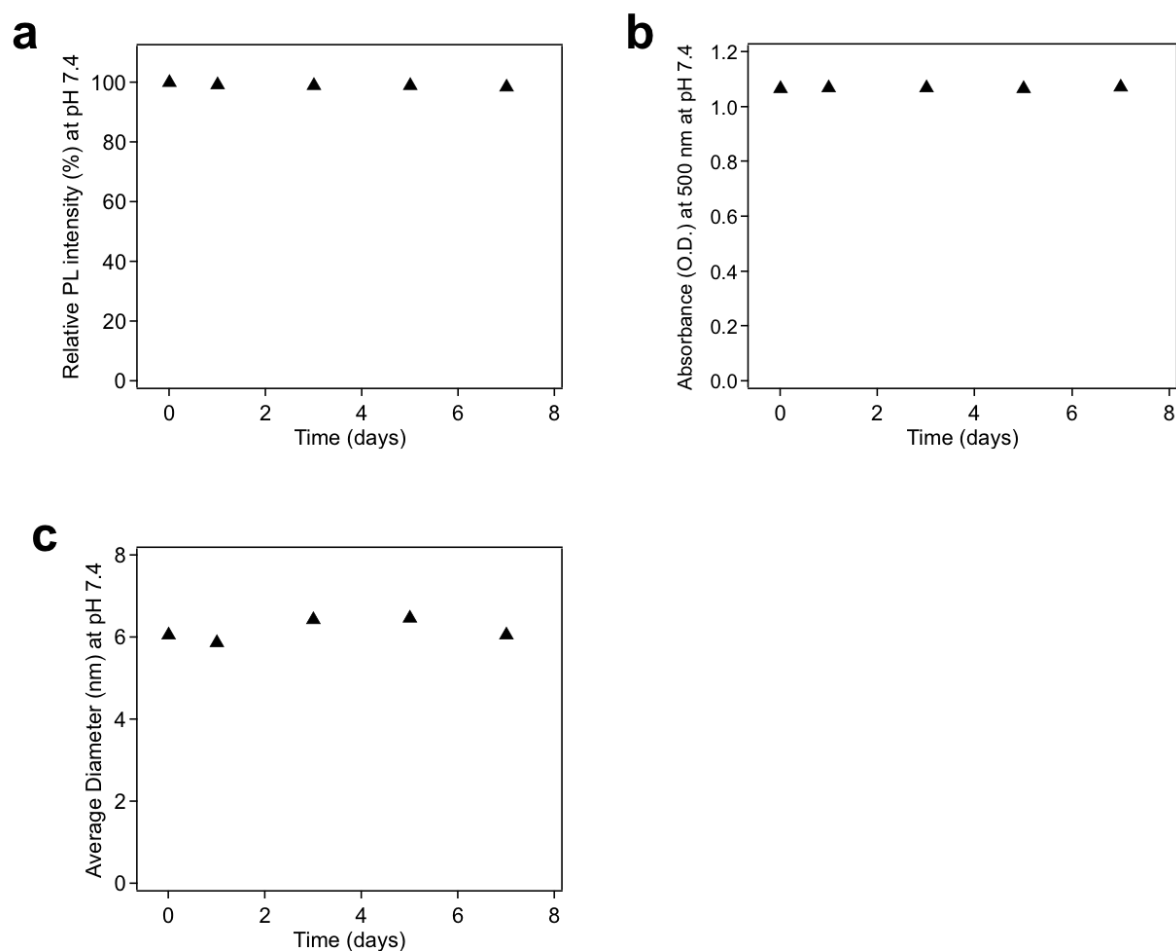 a
Relative PL intensity (%) at pH 7.4
100
80
60
40
20
0
0 2 4 6 8
Time (days)
b
Absorbance (O.D.) at 500 nm at pH 7.4
1.2
1.0
0.8
0.6
0.4
0.2
0.0
0 2 4 6 8
Time (days)
c
Average Diameter (nm) at pH 7.4
8
6
4
2
0
0 2 4 6 8
Time (days)